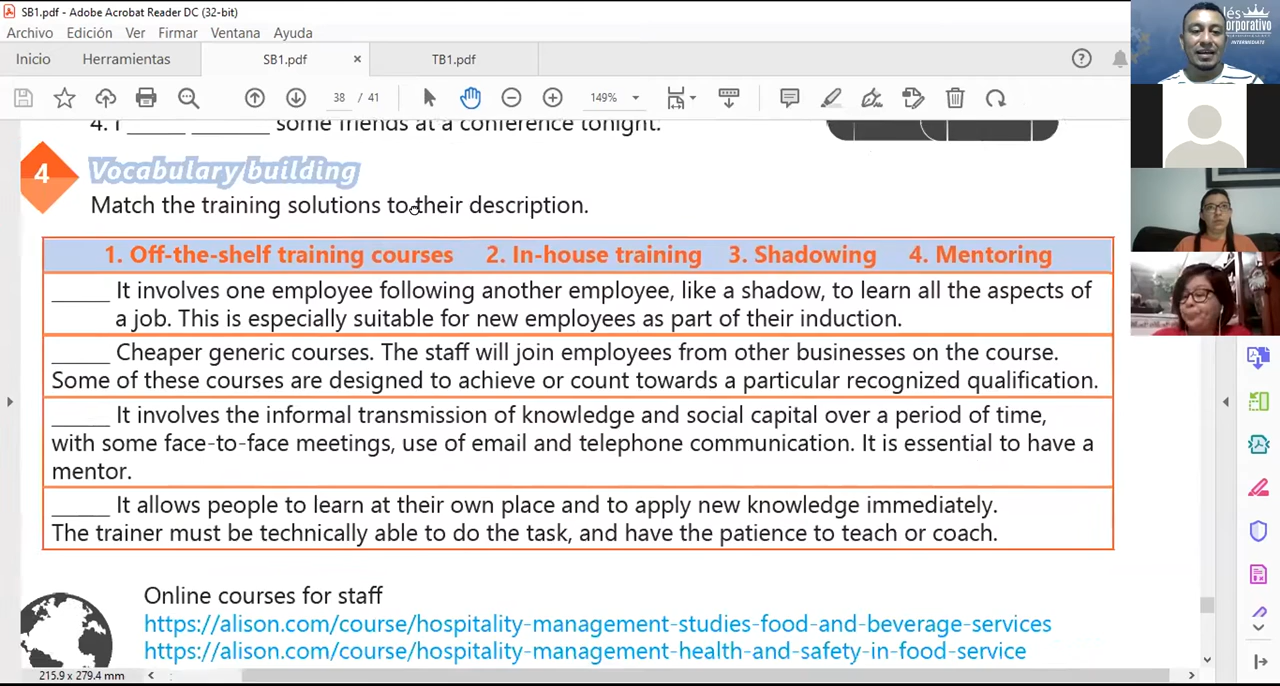 SB1.pdf - Adobe Acrobat Reader DC (32-bit)
Archivo Edición Ver Firmar Ventana Ayuda
Inicio Herramientas SB1.pdf × TB1.pdf
38 / 41 149%
4. I _____ _______ some friends at a conference tonight.
4 Vocabulary building
Match the training solutions to their description.
1. Off-the-shelf training courses 2. In-house training 3. Shadowing 4. Mentoring
_____ It involves one employee following another employee, like a shadow, to learn all the aspects of
a job. This is especially suitable for new employees as part of their induction.
_____ Cheaper generic courses. The staff will join employees from other businesses on the course.
Some of these courses are designed to achieve or count towards a particular recognized qualification.
_____ It involves the informal transmission of knowledge and social capital over a period of time,
with some face-to-face meetings, use of email and telephone communication. It is essential to have a
mentor.
_____ It allows people to learn at their own place and to apply new knowledge immediately.
The trainer must be technically able to do the task, and have the patience to teach or coach.
Online courses for staff
https://alison.com/course/hospitality-management-studies-food-and-beverage-services
https://alison.com/course/hospitality-management-health-and-safety-in-food-service
215.9 x 279.4 mm
INTERMEDIATE